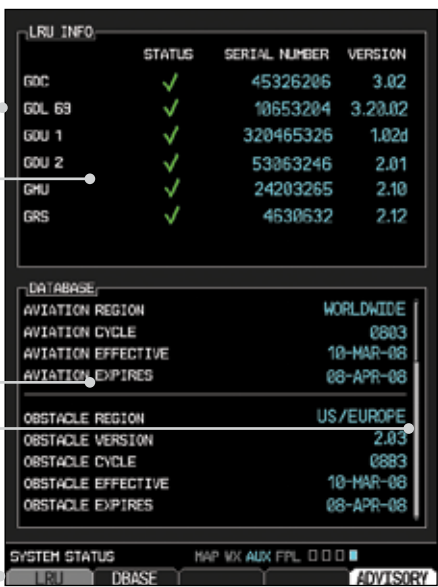 LRU INFO
STATUS SERIAL NUMBER VERSION
GDC 45326206 3.02
GDL 69 10653204 3.20.02
GDU 1 320465326 1.02d
GDU 2 53063246 2.01
GMU 24203265 2.10
GRS 4630632 2.12
DATABASE
AVIATION REGION WORLDWIDE
AVIATION CYCLE 0803
AVIATION EFFECTIVE 10-MAR-08
AVIATION EXPIRES 08-APR-08
OBSTACLE REGION US/EUROPE
OBSTACLE VERSION 2.03
OBSTACLE CYCLE 08B3
OBSTACLE EFFECTIVE 10-MAR-08
OBSTACLE EXPIRES 08-APR-08
SYSTEM STATUS MAP WX AUX FPL
LRU DBASE ADVISORY